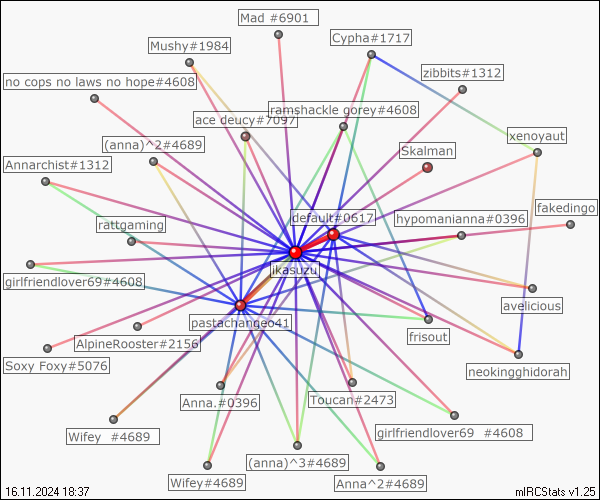 Mad #6901
Cypha#1717
Mushy#1984
zibbits#1312
no cops no laws no hope#4608
ramshackle gorey#4608
ace deucy#7097
xenoyaut
(anna)^2#4689
Skalman
Annarchist#1312
fakedingo
default#0617
hypomanianna#0396
rattgaming
ikasuzu
girlfriendlover69#4608
avelicious
pastachangeo41
frisout
AlpineRooster#2156
Soxy Foxy#5076
neokingghidorah
Anna.#0396
Toucan#2473
Wifey #4689
girlfriendlover69 #4608
(anna)^3#4689
Wifey#4689
Anna^2#4689
16.11.2024 18:37
mIRCStats v1.25